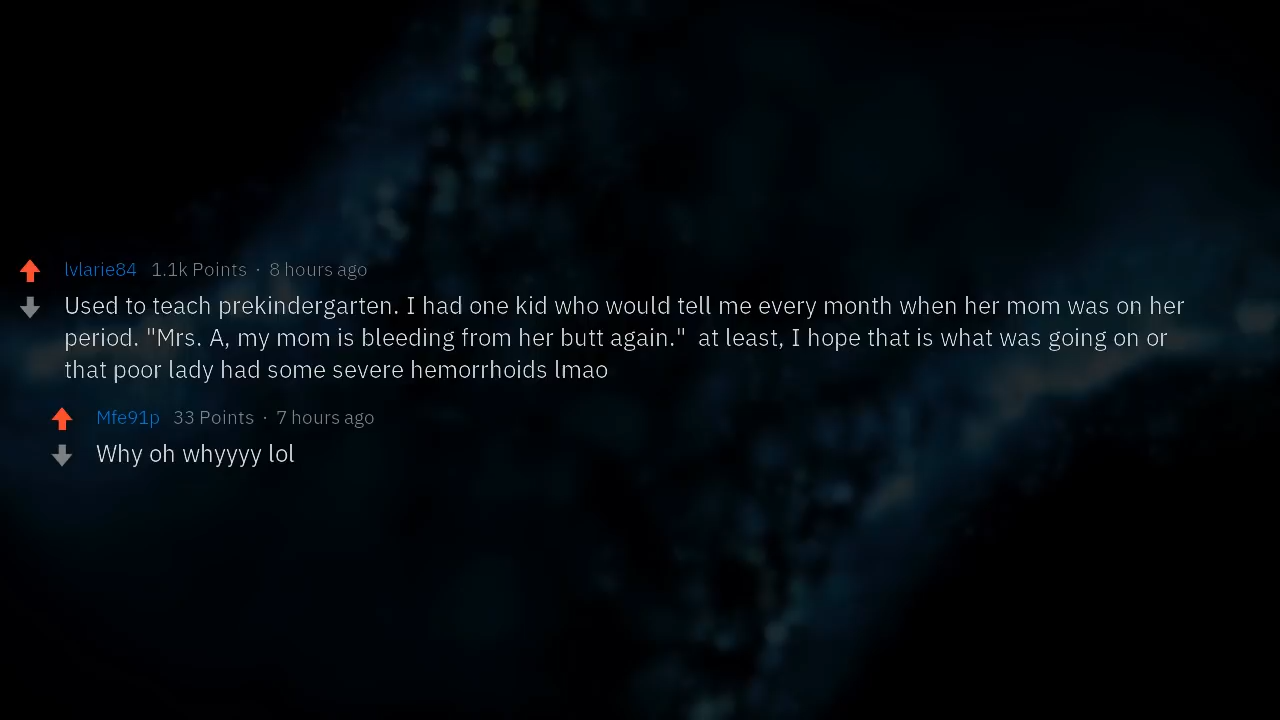 lvlarie84 1.1k Points · 8 hours ago
Used to teach prekindergarten. I had one kid who would tell me every month when her mom was on her
period. "Mrs. A, my mom is bleeding from her butt again."  at least, I hope that is what was going on or
that poor lady had some severe hemorrhoids lmao
Mfe91p 33 Points · 7 hours ago
Why oh whyyyy lol